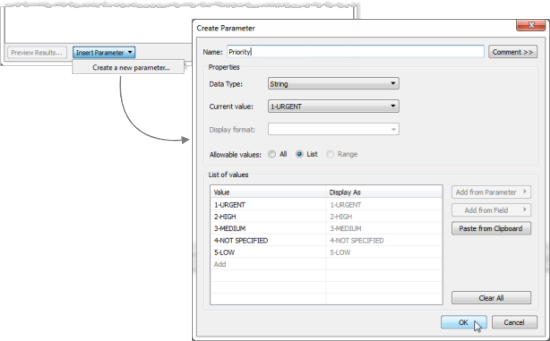 Preview Results...
Insert Parameter
Create a new parameter...
Create Parameter
Name: Priority
Comment >>
Properties
Data Type: String
Current value: 1-URGENT
Display format:
Allowable values: All List Range
List of values
Value Display As
1-URGENT 1-URGENT
2-HIGH 2-HIGH
3-MEDIUM 3-MEDIUM
4-NOT SPECIFIED 4-NOT SPECIFIED
5-LOW 5-LOW
Add
Add from Parameter
Add from Field
Paste from Clipboard
Clear All
OK Cancel